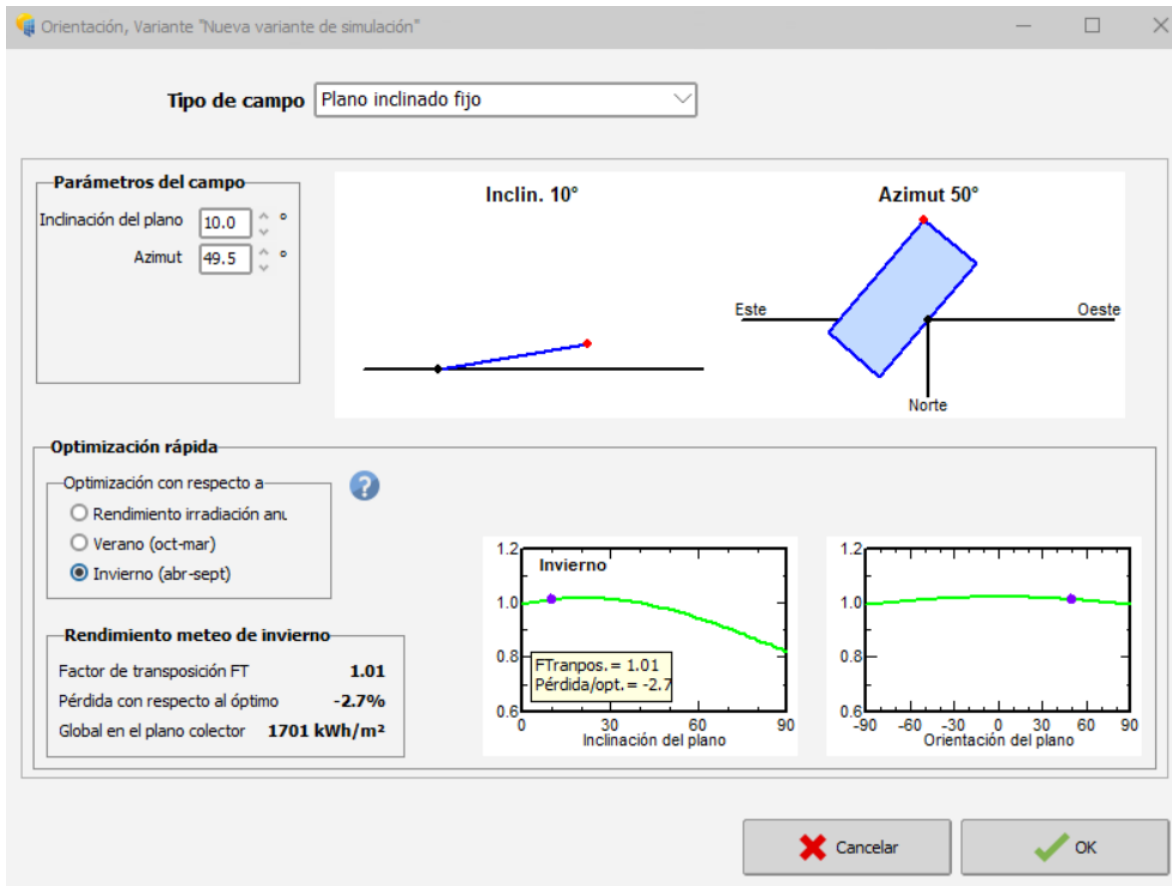 Orientación, Variante "Nueva variante de simulación"
Tipo de campo Plano inclinado fijo
Parámetros del campo
Inclinación del plano 10.0 °
Azimut 49.5 °
Inclin. 10°
Azimut 50°
Este
Oeste
Norte
Optimización rápida
Optimización con respecto a
Rendimiento irradiación anu
Verano (oct-mar)
Invierno (abr-sept)
?
Rendimiento meteo de invierno
Factor de transposición FT 1.01
Pérdida con respecto al óptimo -2.7%
Global en el plano colector 1701 kWh/m²
Invierno
1.2
1.0
0.8
0.6
FTranpos.= 1.01
Pérdida/opt.= -2.7
0 30 60 90
Inclinación del plano
1.2
1.0
0.8
0.6
-90 -60 -30 0 30 60 90
Orientación del plano
Cancelar
OK